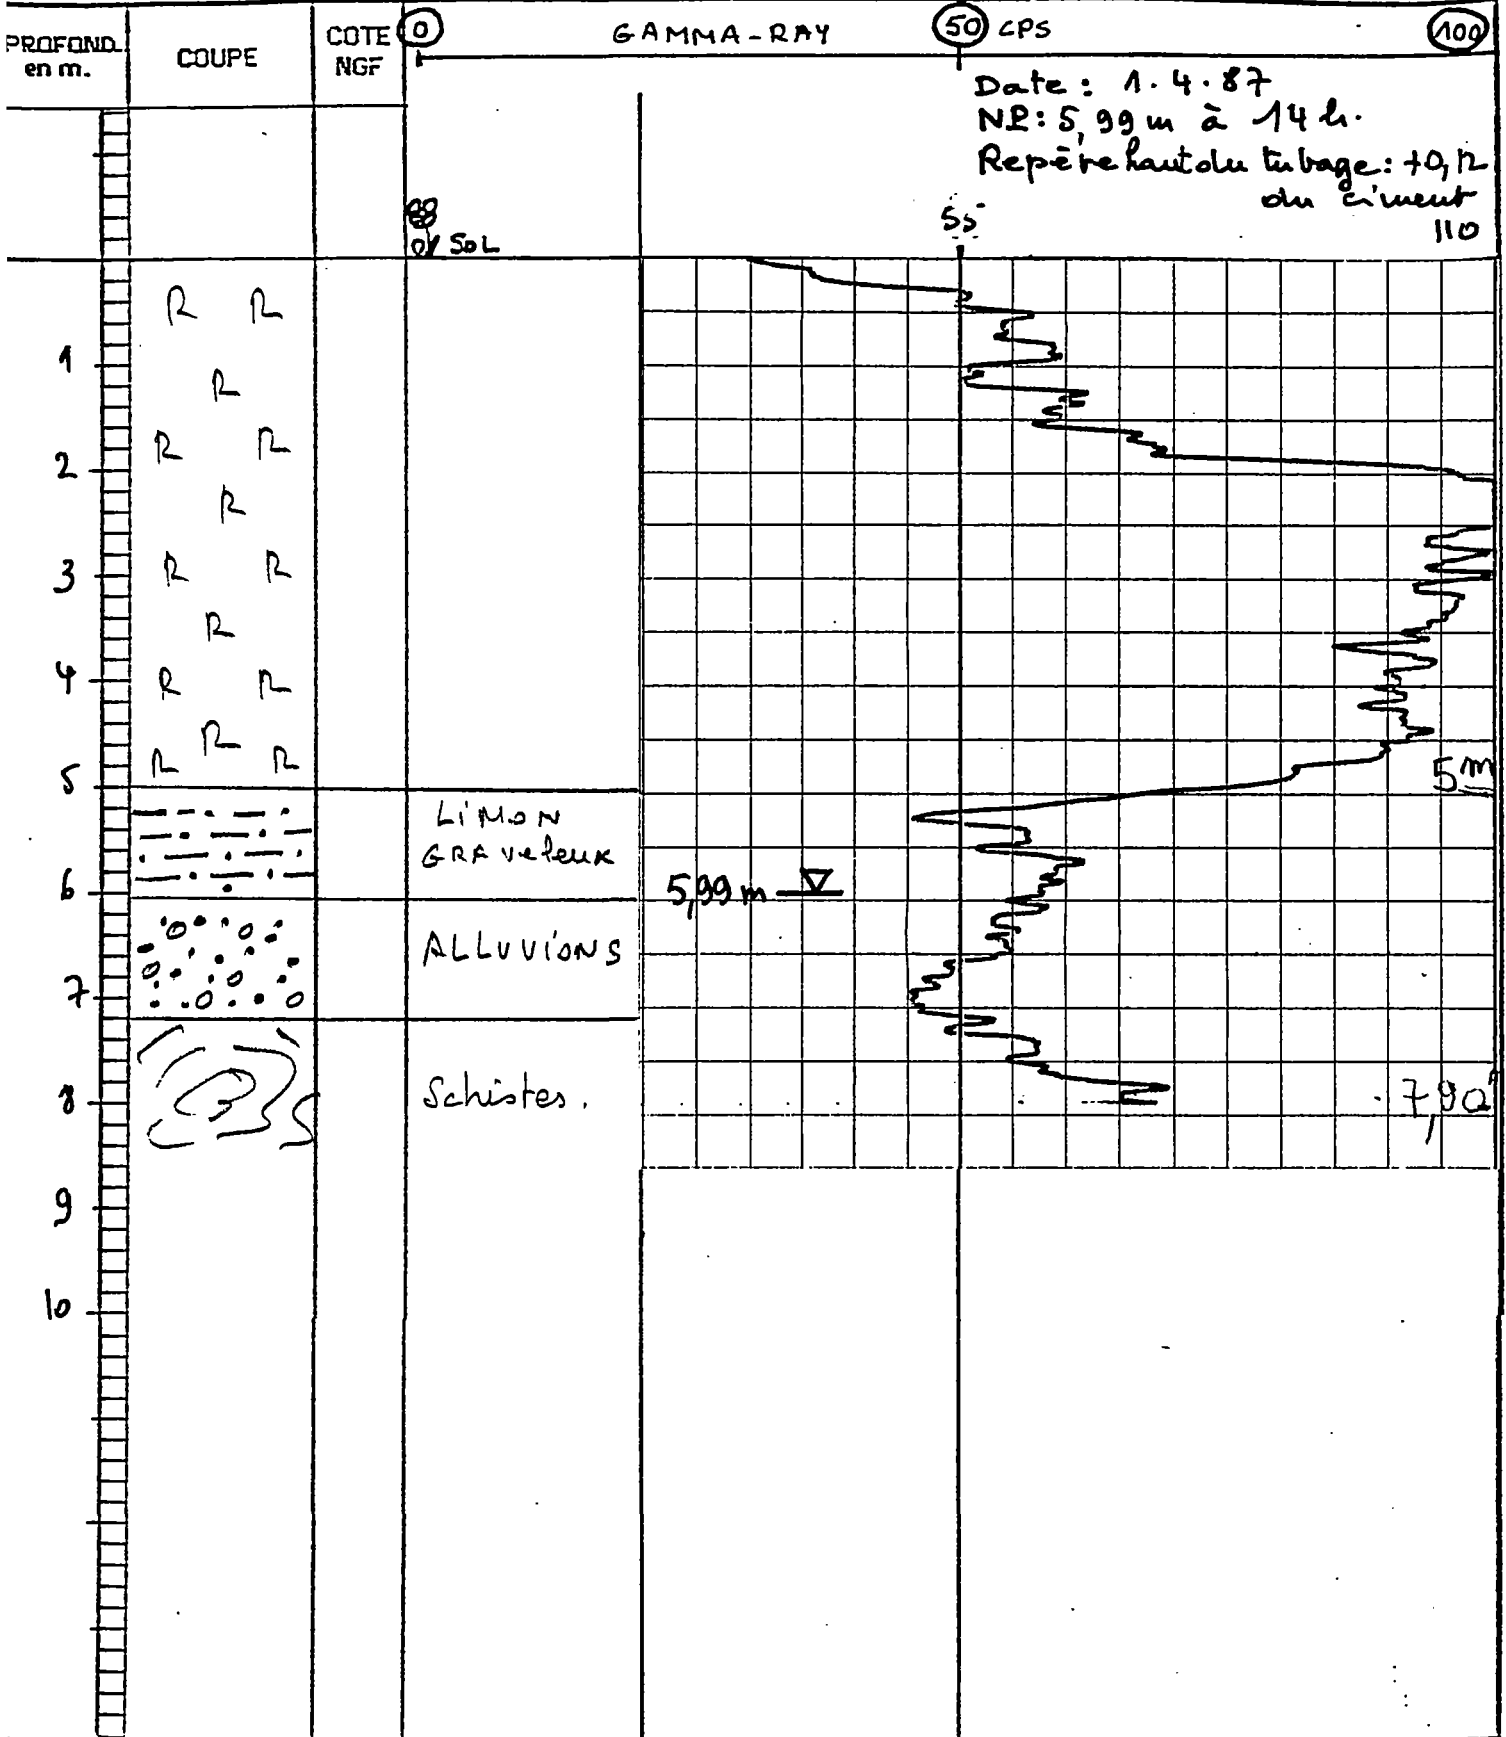 PROFOND. en m.
COUPE
COTE NGF
0 GAMMA-RAY 50 CPS 100
Date : 1.4.87
NP: 5,99 m à 14 h.
Repère haut du tubage: +0,12
du ciment
55 110
SOL
R R
1
R
R R
2
R
R R
3
R
R R
4
R
R R
5
5m
LIMON
GRAveleux
6
5,99 m
ALLUVIONS
7
Schistes.
8
7,90
9
10